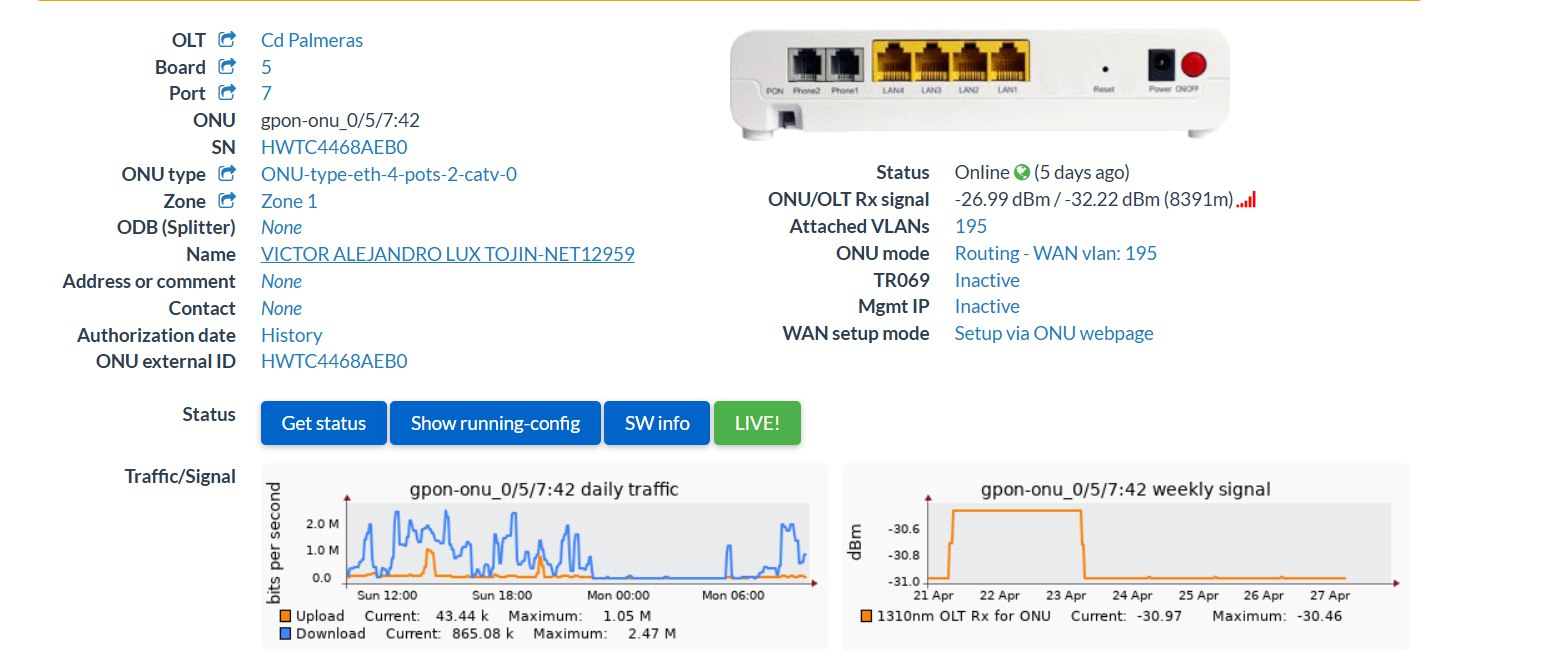 OLT Cd Palmeras
Board 5
Port 7
ONU gpon-onu_0/5/7:42
SN HWTC4468AEB0
ONU type ONU-type-eth-4-pots-2-catv-0
Zone Zone 1
ODB (Splitter) None
Name VICTOR ALEJANDRO LUX TOJIN-NET12959
Address or comment None
Contact None
Authorization date History
ONU external ID HWTC4468AEB0
PON Phone2 Phone1 LAN4 LAN3 LAN2 LAN1 Reset Power ON/OFF
Status Online (5 days ago)
ONU/OLT Rx signal -26.99 dBm / -32.22 dBm (8391m)
Attached VLANs 195
ONU mode Routing - WAN vlan: 195
TR069 Inactive
Mgmt IP Inactive
WAN setup mode Setup via ONU webpage
Status Get status Show running-config SW info LIVE!
Traffic/Signal
gpon-onu_0/5/7:42 daily traffic
bits per second
2.0 M
1.0 M
0.0
Sun 12:00 Sun 18:00 Mon 00:00 Mon 06:00
Upload Current: 43.44 k Maximum: 1.05 M
Download Current: 865.08 k Maximum: 2.47 M
gpon-onu_0/5/7:42 weekly signal
dBm
-30.6
-30.8
-31.0
21 Apr 22 Apr 23 Apr 24 Apr 25 Apr 26 Apr 27 Apr
1310nm OLT Rx for ONU Current: -30.97 Maximum: -30.46